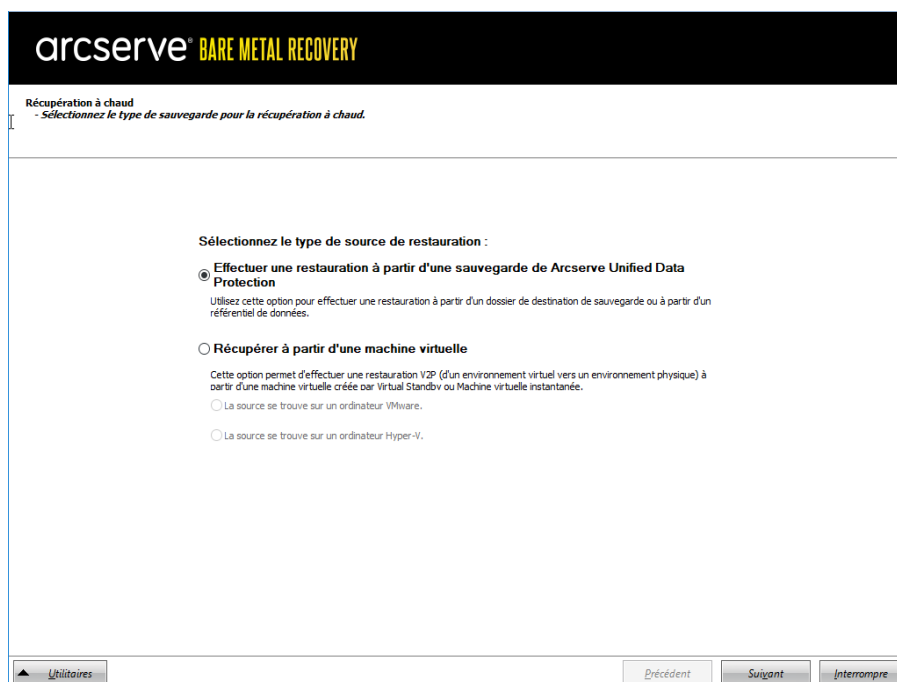 arcserve® BARE METAL RECOVERY
Récupération à chaud
- Sélectionnez le type de sauvegarde pour la récupération à chaud.
Sélectionnez le type de source de restauration :
Effectuer une restauration à partir d'une sauvegarde de Arcserve Unified Data
Protection
Utilisez cette option pour effectuer une restauration à partir d'un dossier de destination de sauvegarde ou à partir d'un
référentiel de données.
Récupérer à partir d'une machine virtuelle
Cette option permet d'effectuer une restauration V2P (d'un environnement virtuel vers un environnement physique) à
partir d'une machine virtuelle créée par Virtual Standby ou Machine virtuelle instantanée.
La source se trouve sur un ordinateur VMware.
La source se trouve sur un ordinateur Hyper-V.
Utilitaires
Précédent
Suivant
Interrompre